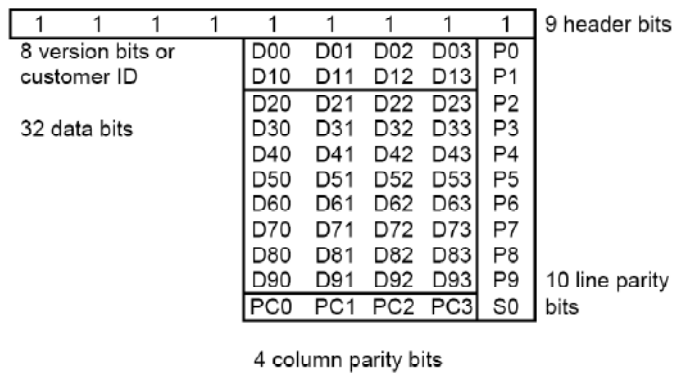 1 1 1 1 1 1 1 1 1 9 header bits
8 version bits or D00 D01 D02 D03 P0
customer ID D10 D11 D12 D13 P1
D20 D21 D22 D23 P2
32 data bits D30 D31 D32 D33 P3
D40 D41 D42 D43 P4
D50 D51 D52 D53 P5
D60 D61 D62 D63 P6
D70 D71 D72 D73 P7
D80 D81 D82 D83 P8
D90 D91 D92 D93 P9 10 line parity
PC0 PC1 PC2 PC3 S0 bits
4 column parity bits